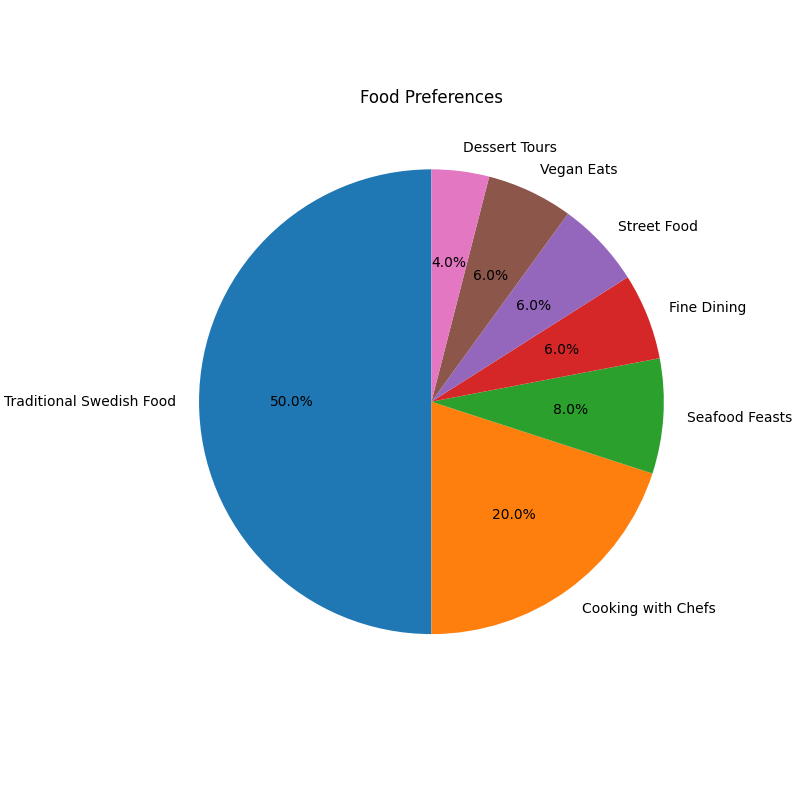 Food Preferences
Dessert Tours
Vegan Eats
Street Food
4.0%
6.0%
6.0%
Fine Dining
6.0%
Traditional Swedish Food
50.0%
8.0%
Seafood Feasts
20.0%
Cooking with Chefs